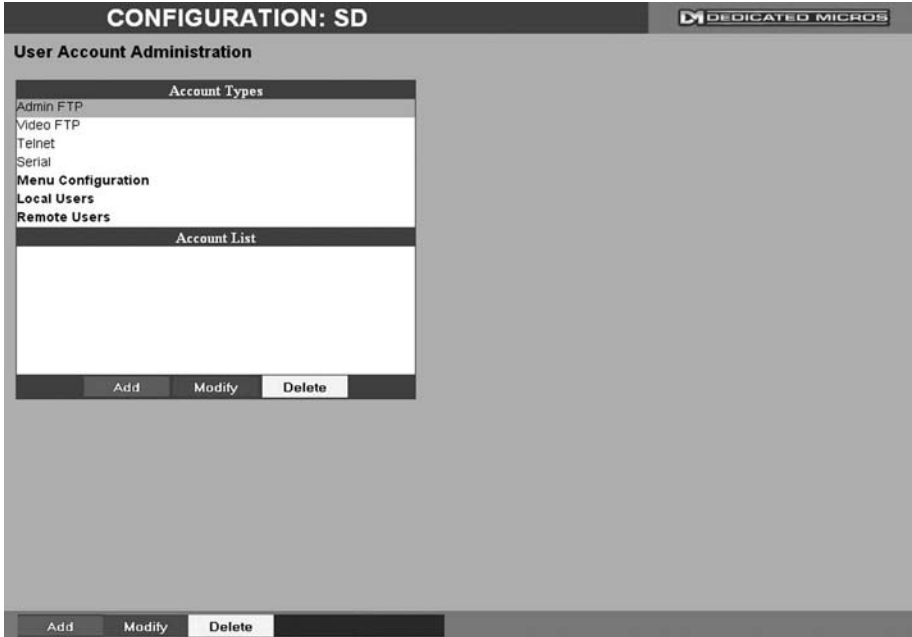 CONFIGURATION: SD
DEDICATED MICROS
User Account Administration
Account Types
Admin FTP
Video FTP
Telnet
Serial
Menu Configuration
Local Users
Remote Users
Account List
Add Modify Delete
Add Modify Delete